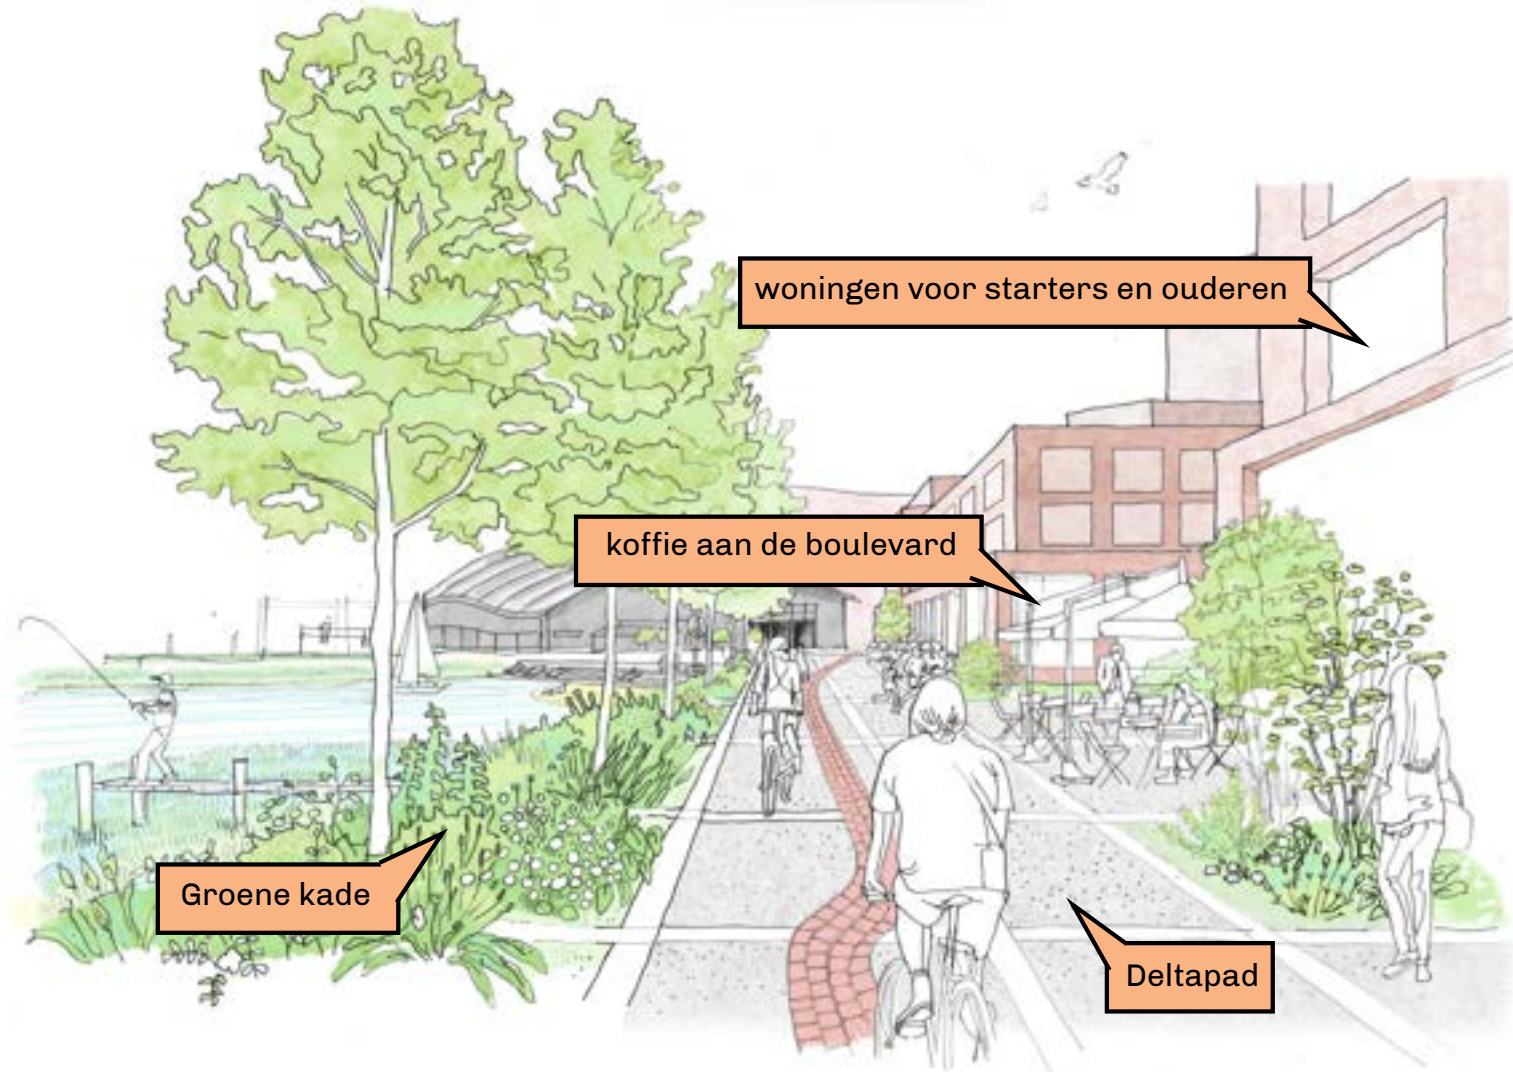 woningen voor starters en ouderen
koffie aan de boulevard
Groene kade
Deltapad